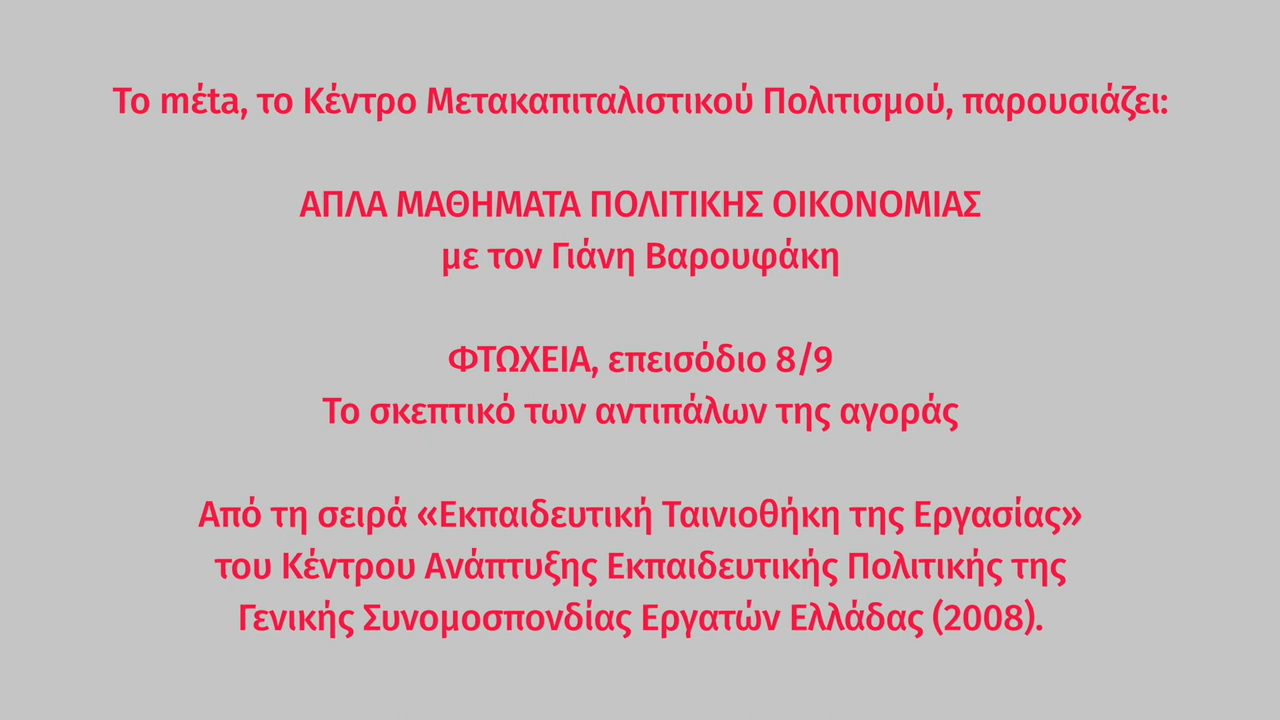 Το mέta, το Κέντρο Μετακαπιταλιστικού Πολιτισμού, παρουσιάζει:
ΑΠΛΑ ΜΑΘΗΜΑΤΑ ΠΟΛΙΤΙΚΗΣ ΟΙΚΟΝΟΜΙΑΣ
με τον Γιάνη Βαρουφάκη
ΦΤΩΧΕΙΑ, επεισόδιο 8/9
Το σκεπτικό των αντιπάλων της αγοράς
Από τη σειρά «Εκπαιδευτική Ταινιοθήκη της Εργασίας»
του Κέντρου Ανάπτυξης Εκπαιδευτικής Πολιτικής της
Γενικής Συνομοσπονδίας Εργατών Ελλάδας (2008).